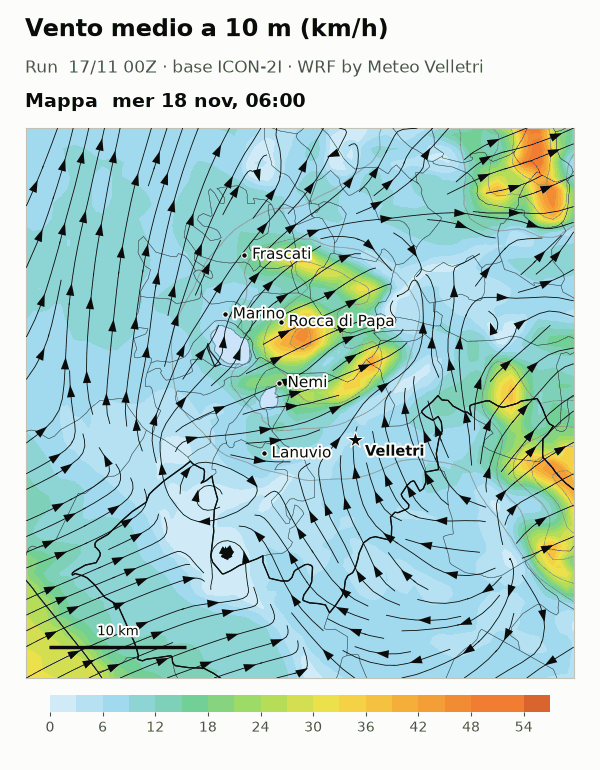 Vento medio a 10 m (km/h)
Run  17/11 00Z · base ICON-2I · WRF by Meteo Velletri
Mappa  mer 18 nov, 06:00
Frascati
Marino
Rocca di Papa
Nemi
Lanuvio
Velletri
10 km
0 6 12 18 24 30 36 42 48 54